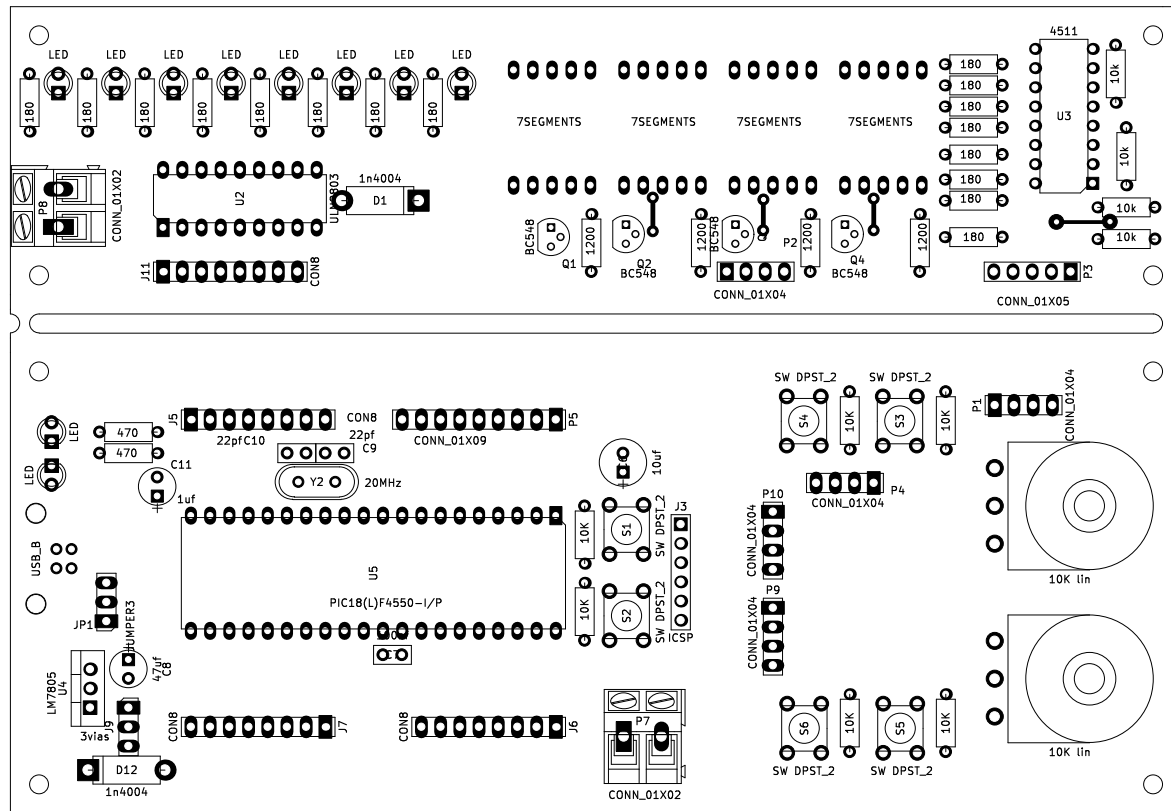 LED LED LED LED LED LED LED LED
180 180 180 180 180 180 180 180
4511
180
180
180
180
180
180
180
180
10k
U3
10k
10k
10k
7SEGMENTS 7SEGMENTS 7SEGMENTS 7SEGMENTS
P8
CONN_01X02
U2
1n4004
D1
J11
CON8
BC548
Q1
1200
Q2
BC548
1200
BC548
P2
1200
Q4
BC548
1200
CONN_01X04
P3
CONN_01X05
LED
LED
470
470
C11
1uf
J5
CON8
22pf
C10
22pf
C9
CONN_01X09
P5
Y2
20MHz
10uf
SW DPST_2 SW DPST_2
S4
10K
S3
10K
P1
CONN_01X04
P4
CONN_01X04
USB_B
U5
PIC18(L)F4550-I/P
10K
S1
SW DPST_2
10K
S2
SW DPST_2
J3
ICSP
P10
CONN_01X04
P9
CONN_01X04
10K lin
JP1
JUMPER3
47uf
C8
U4
LM7805
C7
J9
3vias
D12
1n4004
CON8
J7
CON8
J6
P7
CONN_01X02
S6
10K
S5
10K
SW DPST_2 SW DPST_2
10K lin